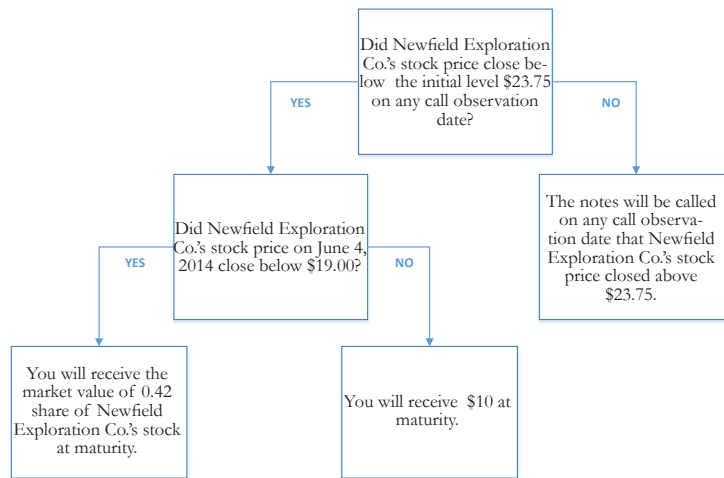 Did Newfield Exploration
Co.'s stock price close be-
low the initial level $23.75
on any call observation
date?
YES
NO
Did Newfield Exploration
Co.'s stock price on June 4,
2014 close below $19.00?
The notes will be called
on any call observa-
tion date that Newfield
Exploration Co.'s stock
price closed above
$23.75.
YES
NO
You will receive the
market value of 0.42
share of Newfield
Exploration Co.'s stock
at maturity.
You will receive $10 at
maturity.